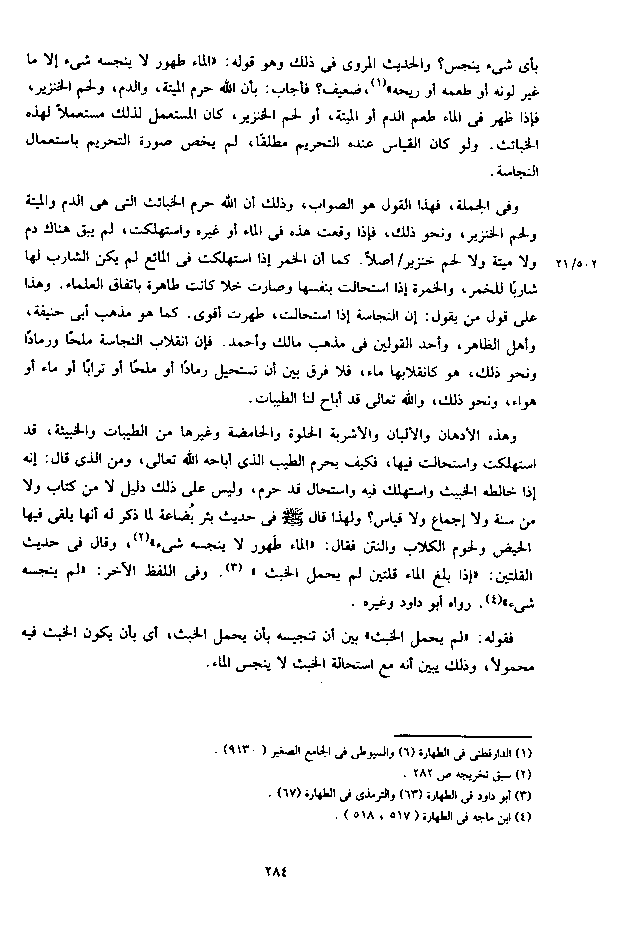 بأى شىء ينجس؟ والحديث المروى فى ذلك وهو قوله: «الماء طهور لا ينجسه شىء إلا ما
غير لونه أو طعمه أو ريحه»(١)، ضعيف؟ فأجاب: بأن الله حرم الميتة، والدم، ولحم الخنزير،
فإذا ظهر فى الماء طعم الدم أو الميتة، أو لحم الخنزير، كان المستعمل لذلك مستعملاً لهذه
الخبائث. ولو كان القياس عنده التحريم مطلقًا، لم يخص صورة التحريم باستعمال
النجاسة.
وفى الجملة، فهذا القول هو الصواب، وذلك أن الله حرم الخبائث التى هى الدم والميتة
ولحم الخنزير، ونحو ذلك، فإذا وقعت هذه فى الماء أو غيره واستهلكت، لم يبق هناك دم
٢١/٥٠٢ ولا ميتة ولا لحم خنزير/ أصلاً. كما أن الخمر إذا استهلكت فى المائع لم يكن الشارب لها
شاربًا للخمر، والخمرة إذا استحالت بنفسها وصارت خلا كانت طاهرة باتفاق العلماء. وهذا
على قول من يقول: إن النجاسة إذا استحالت، طهرت أقوى. كما هو مذهب أبى حنيفة،
وأهل الظاهر، وأحد القولين فى مذهب مالك وأحمد. فإن انقلاب النجاسة ملحًا ورمادًا
ونحو ذلك، هو كانقلابها ماء، فلا فرق بين أن تستحيل رمادًا أو ملحًا أو ترابًا أو ماء أو
هواء، ونحو ذلك، والله تعالى قد أباح لنا الطيبات.
وهذه الأدهان والألبان والأشربة الحلوة والحامضة وغيرها من الطيبات والخبيثة، قد
استهلكت واستحالت فيها، فكيف يحرم الطيب الذى أباحه الله تعالى، ومن الذى قال: إنه
إذا خالطه الخبيث واستهلك فيه واستحال قد حرم، وليس على ذلك دليل لا من كتاب ولا
من سنة ولا إجماع ولا قياس؟ ولهذا قال ﷺ فى حديث بئر بُضاعة لما ذكر له أنها يلقى فيها
الحيض ولحوم الكلاب والنتن فقال: «الماء طَهور لا ينجسه شىء»(٢)، وقال فى حديث
القلتين: «إذا بلغ الماء قلتين لم يحمل الخبث » (٣). وفى اللفظ الآخر: «لم ينجسه
شىء»(٤). رواه أبو داود وغيره .
فقوله: «لم يحمل الخبث» بين أن تنجيسه بأن يحمل الخبث، أى بأن يكون الخبث فيه
محمولاً، وذلك يبين أنه مع استحالة الخبث لا ينجس الماء.
(١) الدارقطنى فى الطهارة (٦) والسيوطى فى الجامع الصغير ( ٩١٣٠) .
(٢) سبق تخريجه ص ٢٨٢ .
(٣) أبو داود فى الطهارة (٦٣) والترمذى فى الطهارة (٦٧) .
(٤) ابن ماجه فى الطهارة ( ٥١٧ ، ٥١٨ ) .
٢٨٤